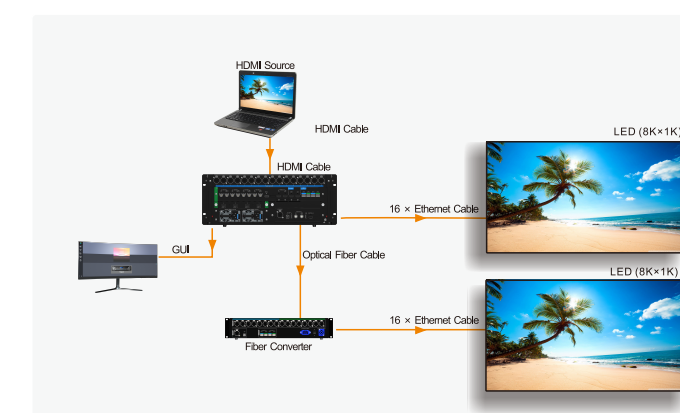 HDMI Source
HDMI Cable
LED (8K×1K)
HDMI Cable
16 × Ethernet Cable
GUI
Optical Fiber Cable
LED (8K×1K)
16 × Ethernet Cable
Fiber Converter